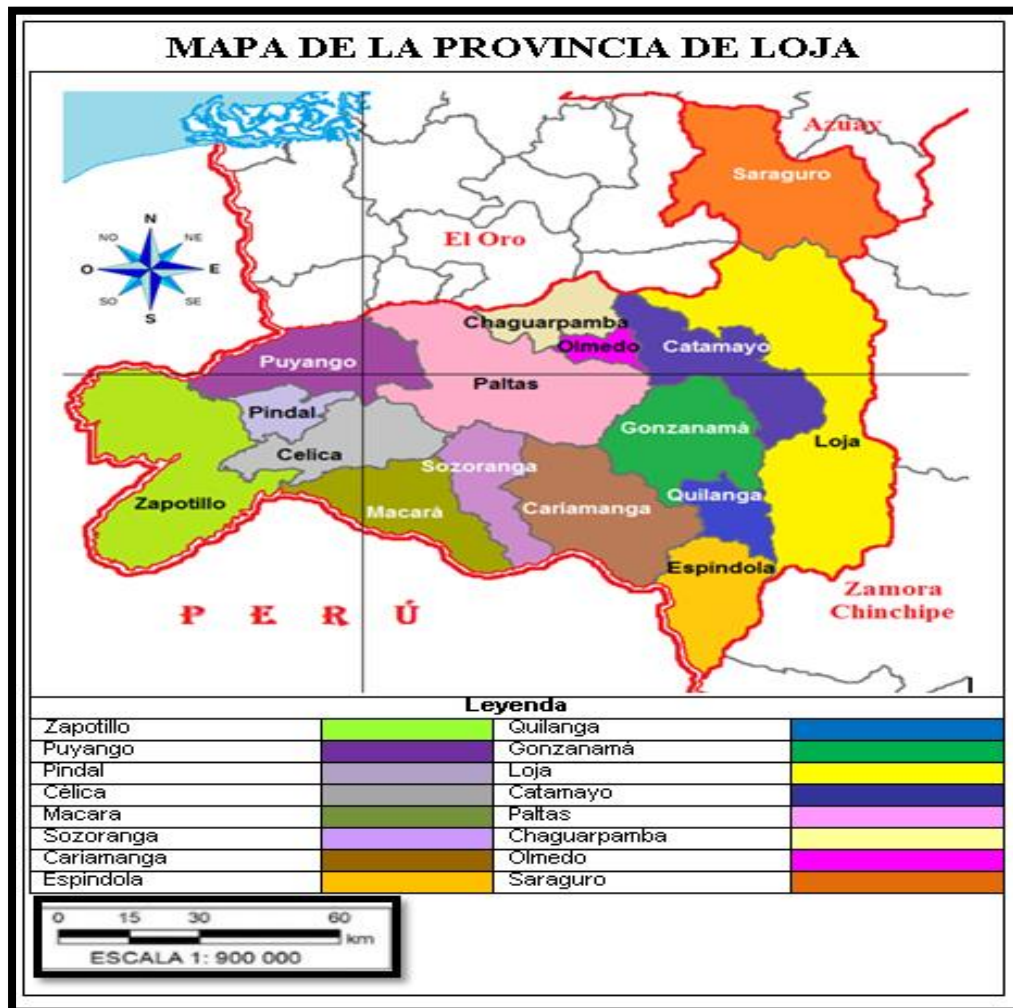 MAPA DE LA PROVINCIA DE LOJA
Azuay
Saraguro
N
NO NE
El Oro
O E
SO SE
S
Chaguarpamba
Olmedo Catamayo
Puyango
Paltas
Pindal
Gonzanamá
Loja
Celica
Sozoranga
Quilanga
Zapotillo
Macará
Cariamanga
Espíndola
Zamora
Chinchipe
PERÚ
Leyenda
Zapotillo Quilanga
Puyango Gonzanamá
Pindal Loja
Célica Catamayo
Macara Paltas
Sozoranga Chaguarpamba
Cariamanga Olmedo
Espindola Saraguro
0 15 30 60
km
ESCALA 1: 900 000